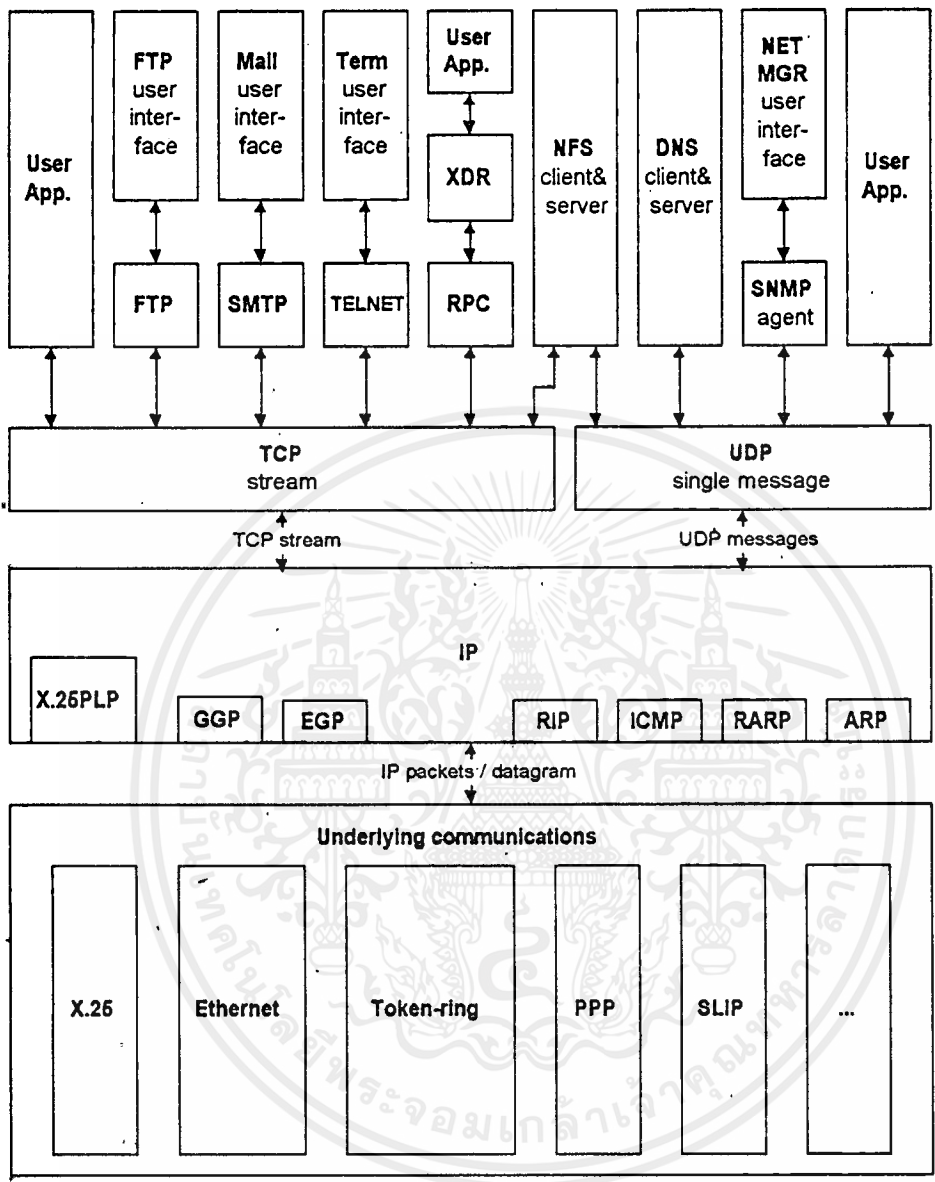 User
App.
FTP
user
inter-
face
Mail
user
inter-
face
Term
user
inter-
face
User
App.
XDR
NFS
client&
server
DNS
client&
server
NET
MGR
user
inter-
face
User
App.
FTP
SMTP
TELNET
RPC
SNMP
agent
TCP
stream
UDP
single message
TCP stream
UDP messages
IP
X.25PLP
GGP
EGP
RIP
ICMP
RARP
ARP
IP packets / datagram
Underlying communications
X.25
Ethernet
Token-ring
PPP
SLIP
...